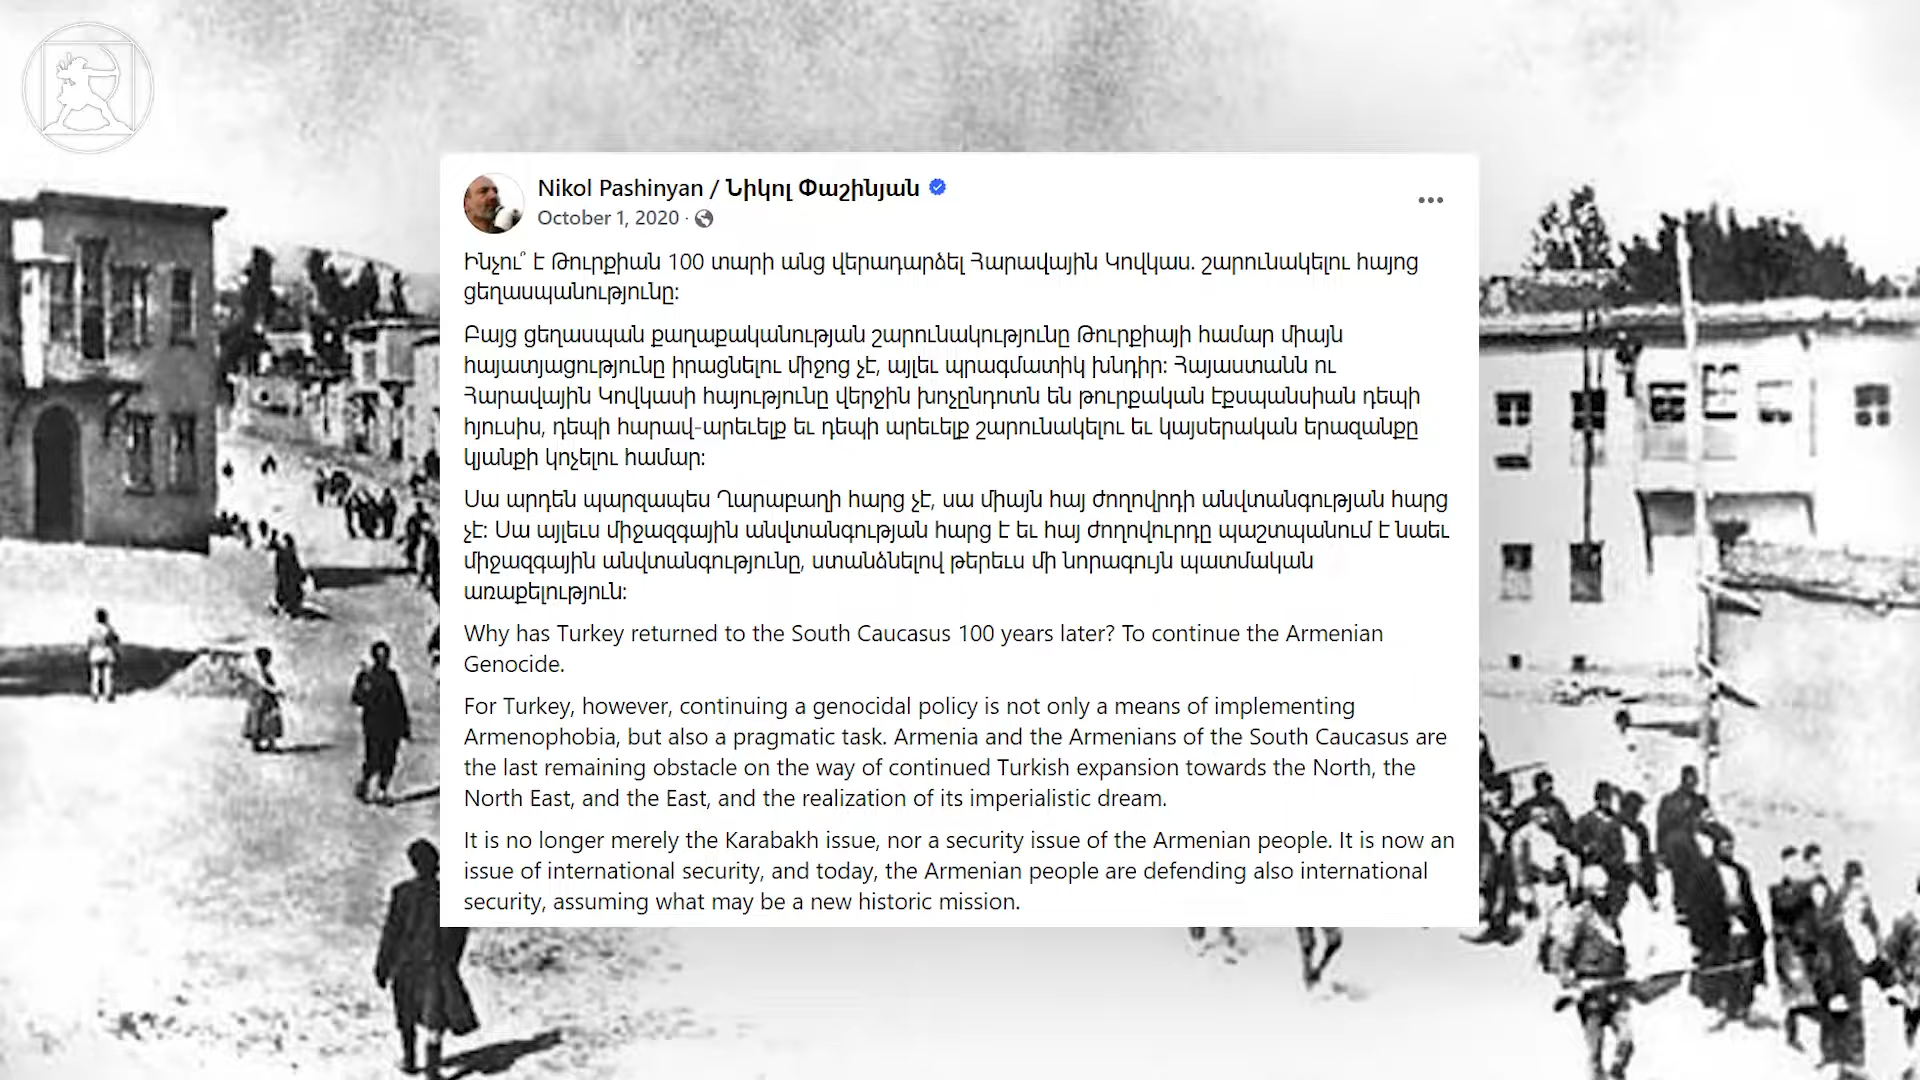 Nikol Pashinyan / Նիկոլ Փաշինյան
October 1, 2020 ·
Ինչու՞ է Թուրքիան 100 տարի անց վերադարձել Հարավային Կովկաս. շարունակելու հայոց
ցեղասպանությունը:
Բայց ցեղասպան քաղաքականության շարունակությունը Թուրքիայի համար միայն
հայատյացությունը իրացնելու միջոց չէ, այլեւ պրագմատիկ խնդիր: Հայաստանն ու
Հարավային Կովկասի հայությունը վերջին խոչընդոտն են թուրքական էքսպանսիան դեպի
հյուսիս, դեպի հարավ-արեւելք եւ դեպի արեւելք շարունակելու եւ կայսերական երազանքը
կյանքի կոչելու համար:
Սա արդեն պարզապես Ղարաբաղի հարց չէ, սա միայն հայ ժողովրդի անվտանգության հարց
չէ: Սա այլեւս միջազգային անվտանգության հարց է եւ հայ ժողովուրդը պաշտպանում է նաեւ
միջազգային անվտանգությունը, ստանձնելով թերեւս մի նորագույն պատմական
առաքելություն:
Why has Turkey returned to the South Caucasus 100 years later? To continue the Armenian
Genocide.
For Turkey, however, continuing a genocidal policy is not only a means of implementing
Armenophobia, but also a pragmatic task. Armenia and the Armenians of the South Caucasus are
the last remaining obstacle on the way of continued Turkish expansion towards the North, the
North East, and the East, and the realization of its imperialistic dream.
It is no longer merely the Karabakh issue, nor a security issue of the Armenian people. It is now an
issue of international security, and today, the Armenian people are defending also international
security, assuming what may be a new historic mission.